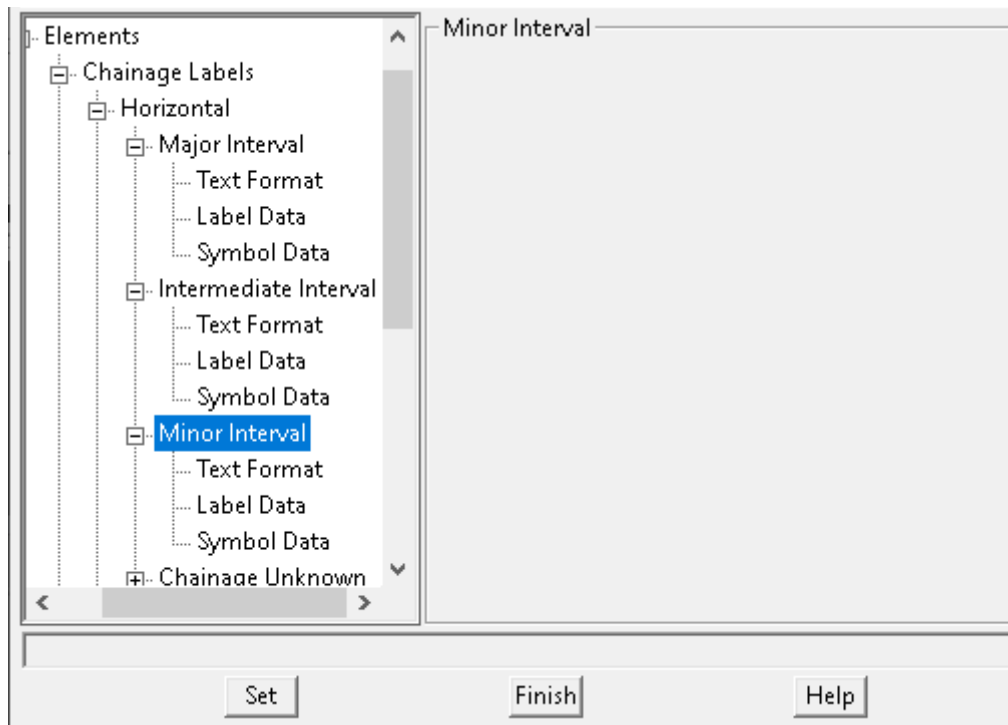 Elements
Chainage Labels
Horizontal
Major Interval
Text Format
Label Data
Symbol Data
Intermediate Interval
Text Format
Label Data
Symbol Data
Minor Interval
Text Format
Label Data
Symbol Data
Chainage Unknown
Minor Interval
Set
Finish
Help